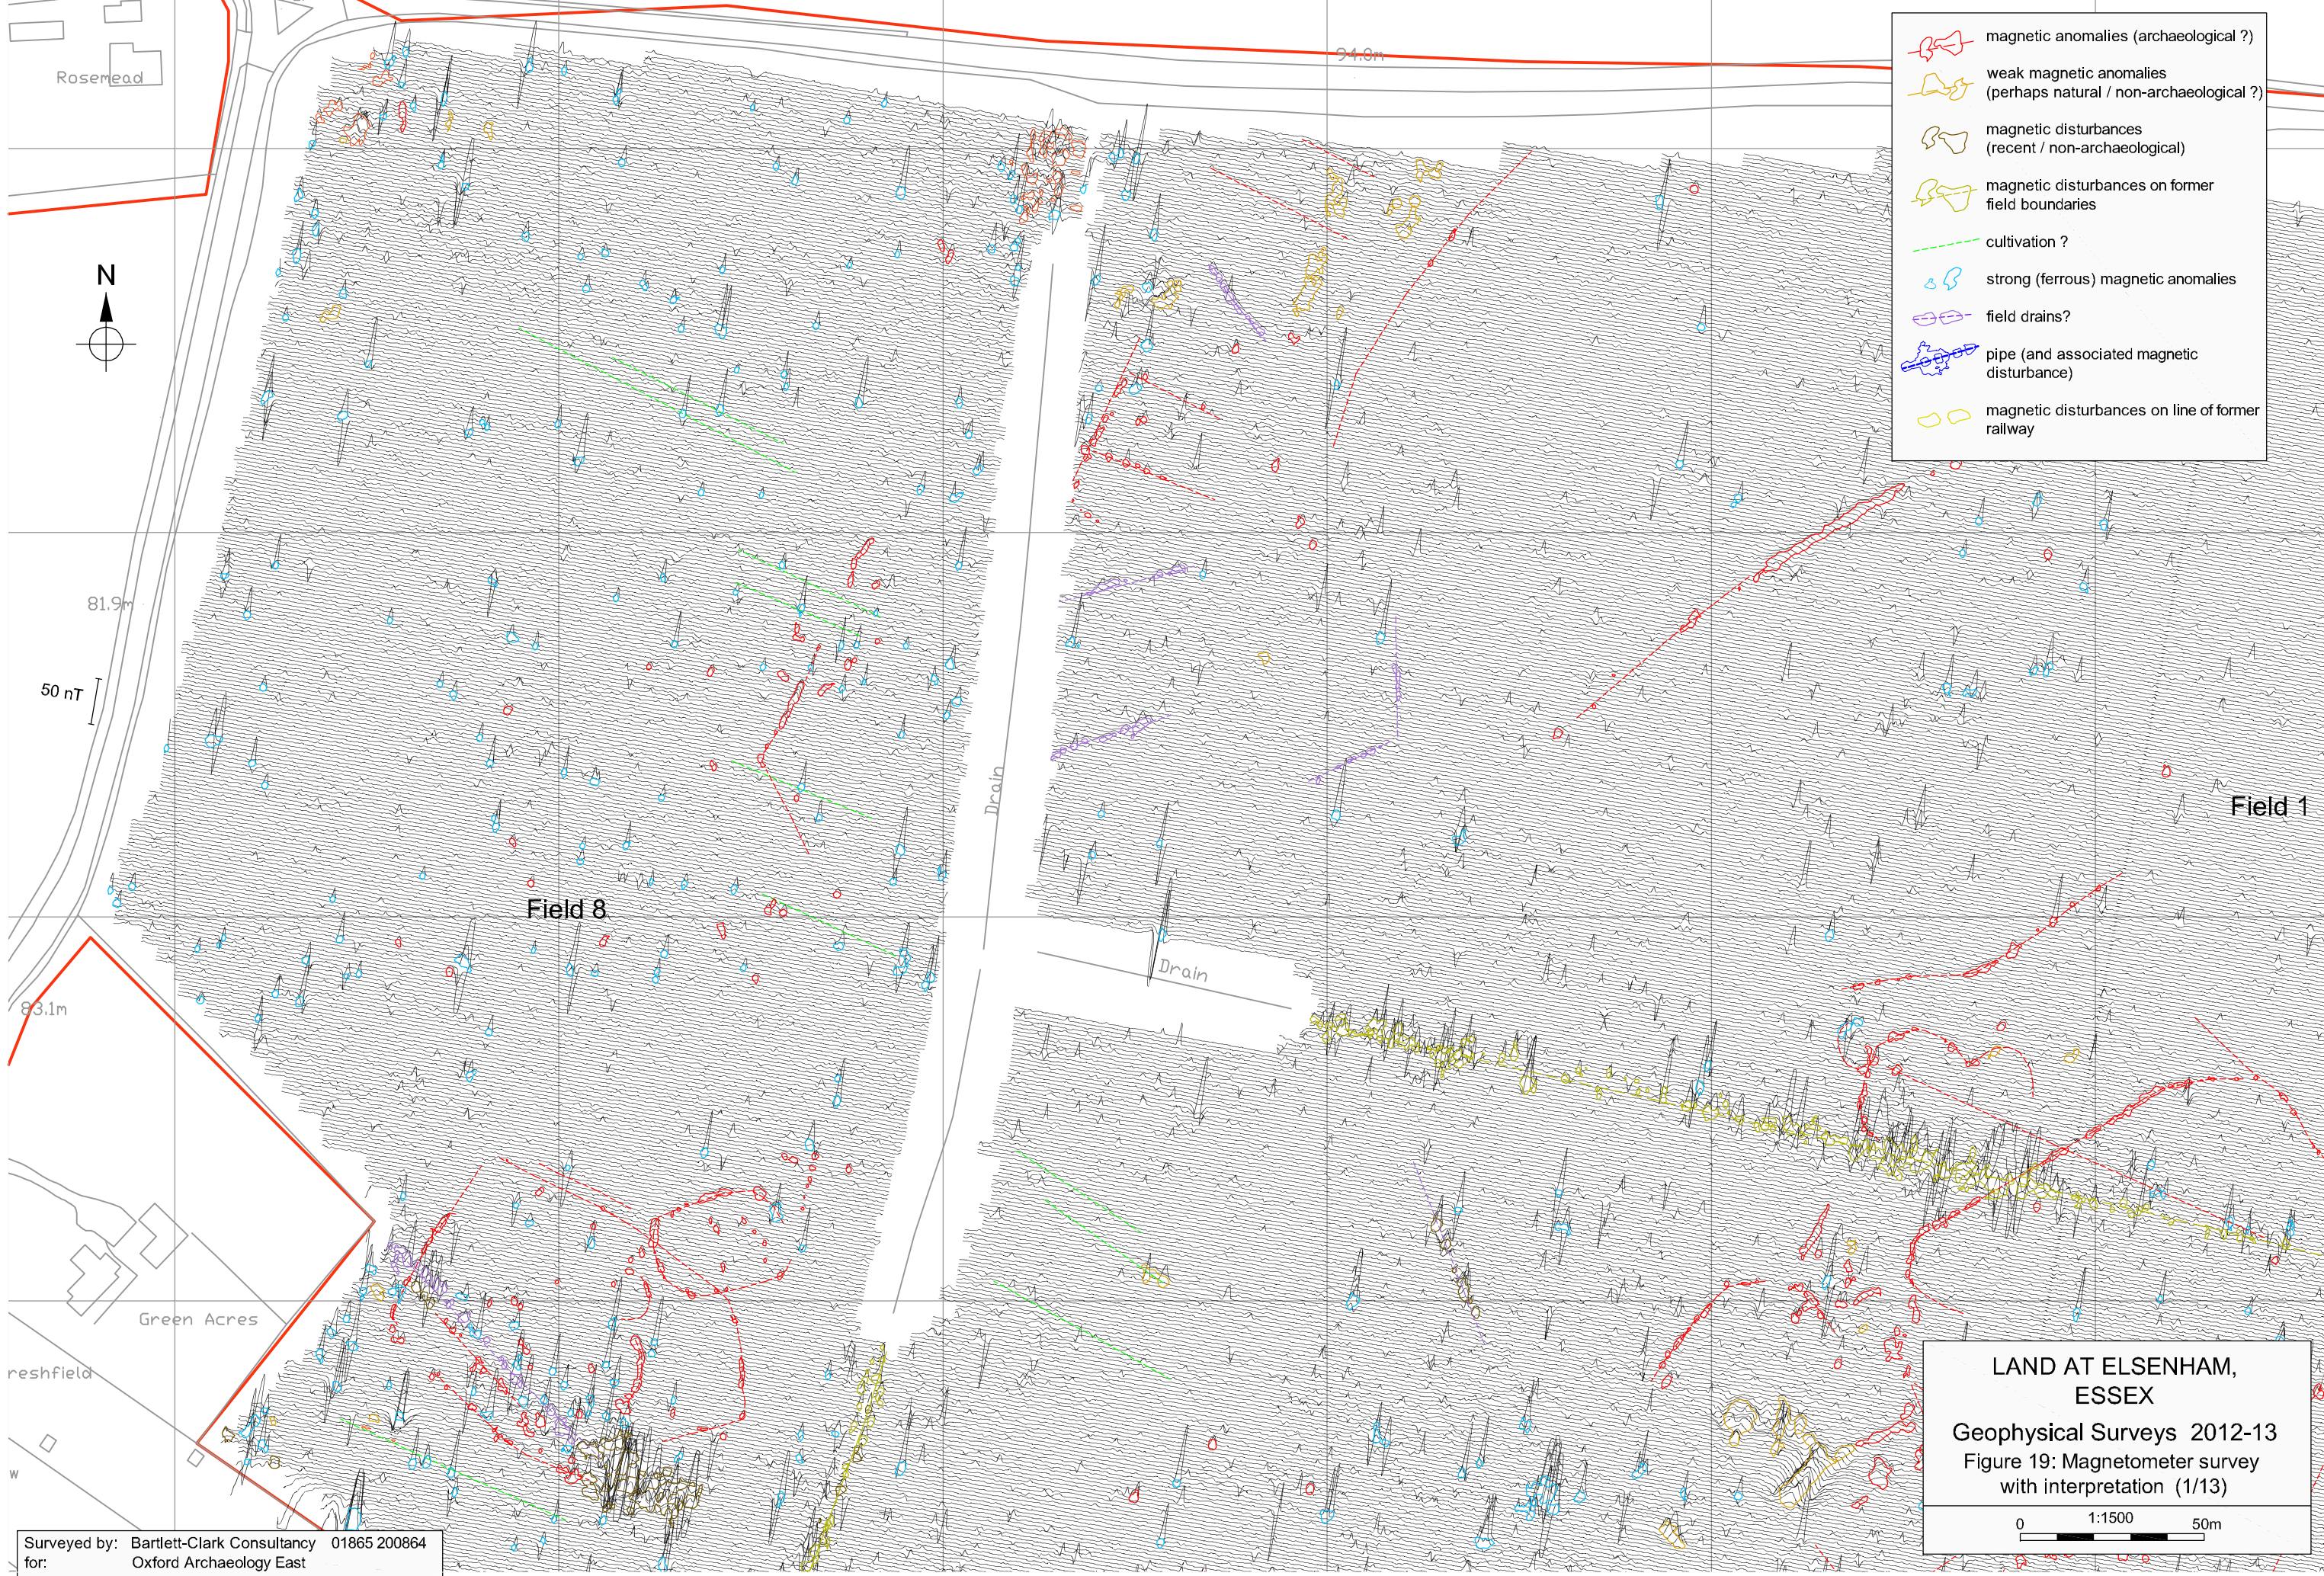 Rosemead
94.0m
N
81.9m
50 nT
Drain
Field 8
Field 1
Drain
83.1m
Green Acres
reshfield
w
magnetic anomalies (archaeological ?)
weak magnetic anomalies
(perhaps natural / non-archaeological ?)
magnetic disturbances
(recent / non-archaeological)
magnetic disturbances on former
field boundaries
cultivation ?
strong (ferrous) magnetic anomalies
field drains?
pipe (and associated magnetic
disturbance)
magnetic disturbances on line of former
railway
LAND AT ELSENHAM,
ESSEX
Geophysical Surveys 2012-13
Figure 19: Magnetometer survey
with interpretation (1/13)
1:1500
0 50m
Surveyed by: Bartlett-Clark Consultancy 01865 200864
for: Oxford Archaeology East